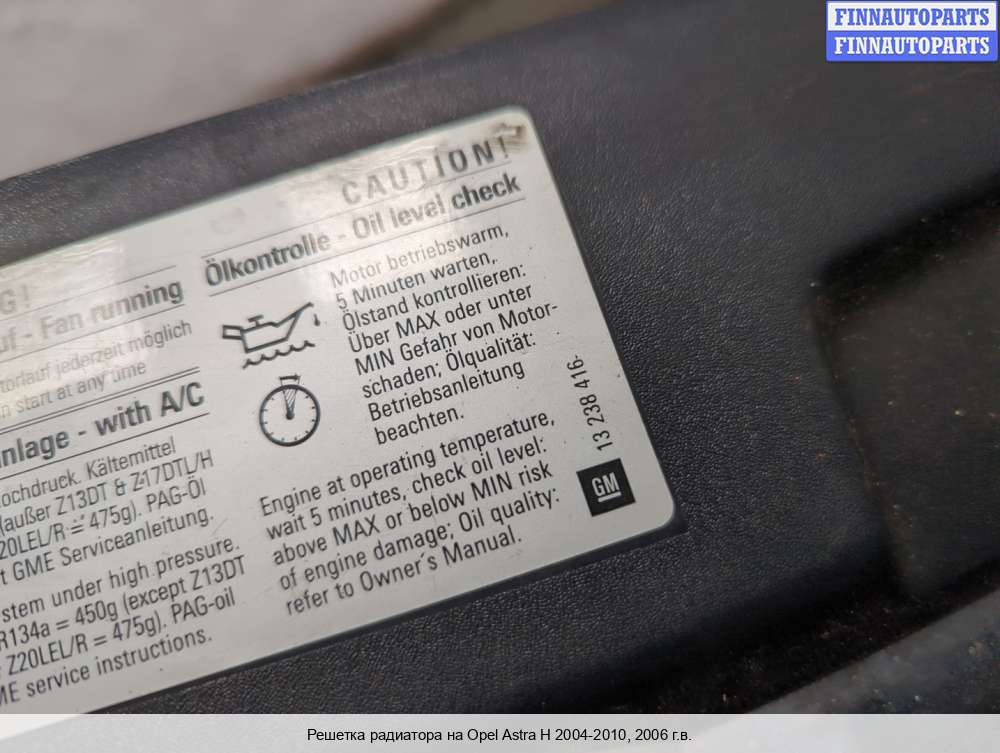 FINNAUTOPARTS
FINNAUTOPARTS
CAUTION!
Ölkontrolle - Oil level check
Motor betriebswarm,
5 Minuten warten,
Ölstand kontrollieren:
Über MAX oder unter
MIN Gefahr von Motor-
schaden; Ölqualität:
Betriebsanleitung
beachten.
Engine at operating temperature,
wait 5 minutes, check oil level:
above MAX or below MIN risk
of engine damage; Oil quality:
refer to Owner´s Manual.
13 238 416
GM
G!
uf - Fan running
torlauf jederzeit möglich
n start at any time
nlage - with A/C
ochdruck. Kältemittel
(außer Z13DT & Z17DTL/H
20LEL/R = 475g). PAG-Öl
t GME Serviceanleitung.
stem under high pressure.
R134a = 450g (except Z13DT
Z20LEL/R = 475g). PAG-oil
ME service instructions.
Решетка радиатора на Opel Astra H 2004-2010, 2006 г.в.